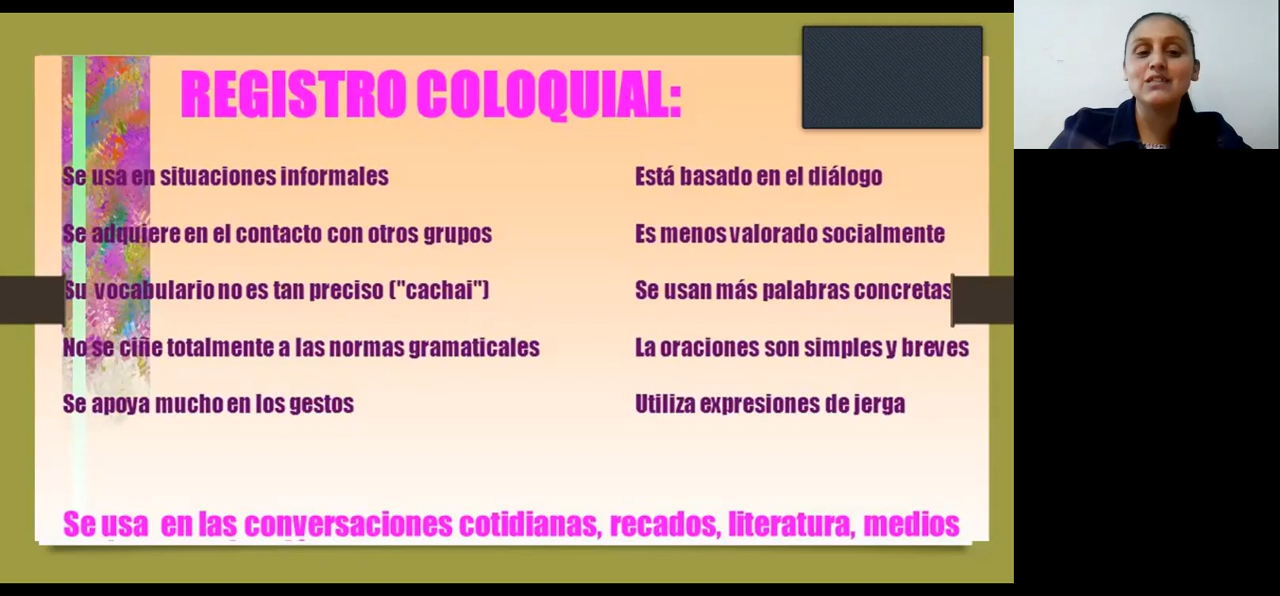 REGISTRO COLOQUIAL:
Se usa en situaciones informales
Se adquiere en el contacto con otros grupos
Su vocabulario no es tan preciso ("cachai")
No se ciñe totalmente a las normas gramaticales
Se apoya mucho en los gestos
Está basado en el diálogo
Es menos valorado socialmente
Se usan más palabras concretas
La oraciones son simples y breves
Utiliza expresiones de jerga
Se usa en las conversaciones cotidianas, recados, literatura, medios